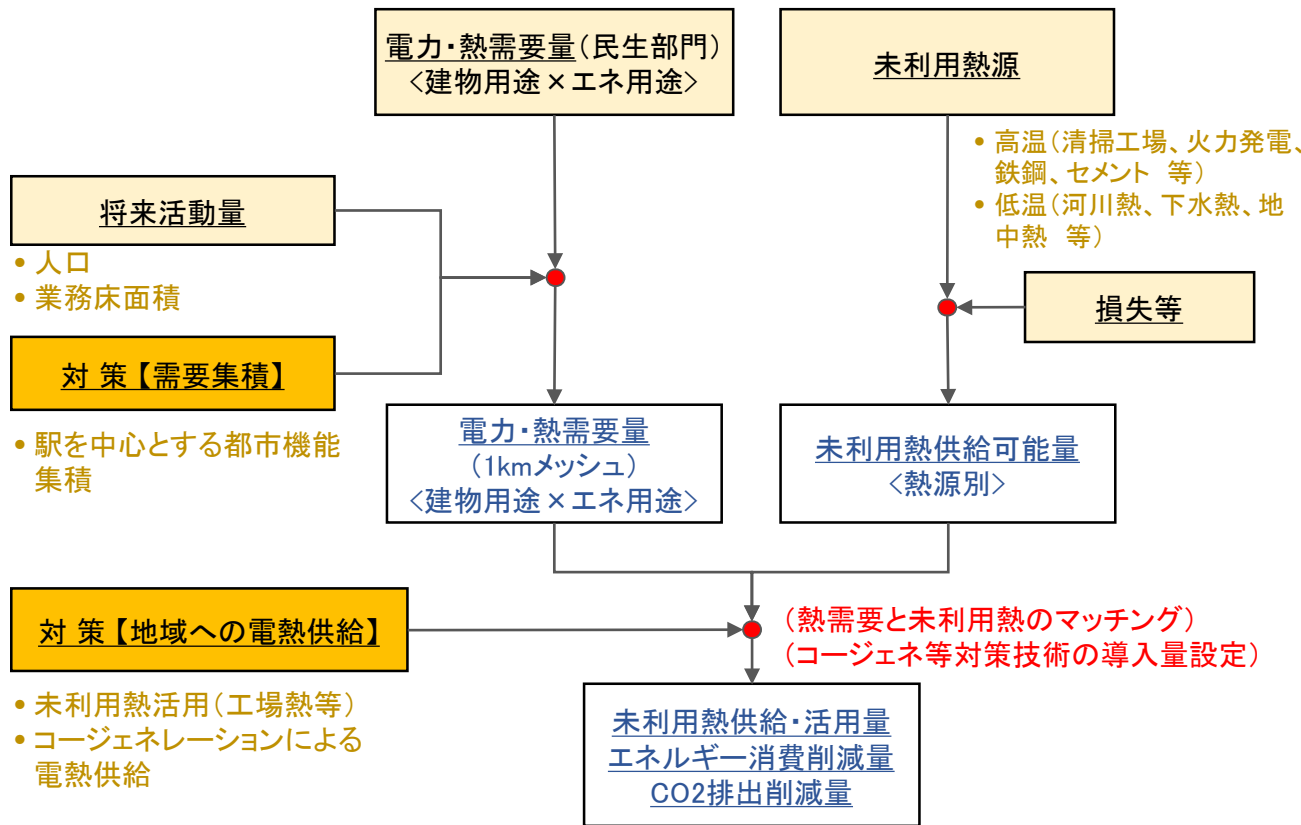 電力・熱需要量(民生部門)
<建物用途×エネ用途>
未利用熱源
• 高温(清掃工場、火力発電、
鉄鋼、セメント 等)
• 低温(河川熱、下水熱、地
中熱 等)
将来活動量
• 人口
• 業務床面積
損失等
対 策【需要集積】
• 駅を中心とする都市機能
集積
電力・熱需要量
(1kmメッシュ)
<建物用途×エネ用途>
未利用熱供給可能量
<熱源別>
対 策【地域への電熱供給】
(熱需要と未利用熱のマッチング)
(コージェネ等対策技術の導入量設定)
• 未利用熱活用(工場熱等)
• コージェネレーションによる
電熱供給
未利用熱供給・活用量
エネルギー消費削減量
CO2排出削減量